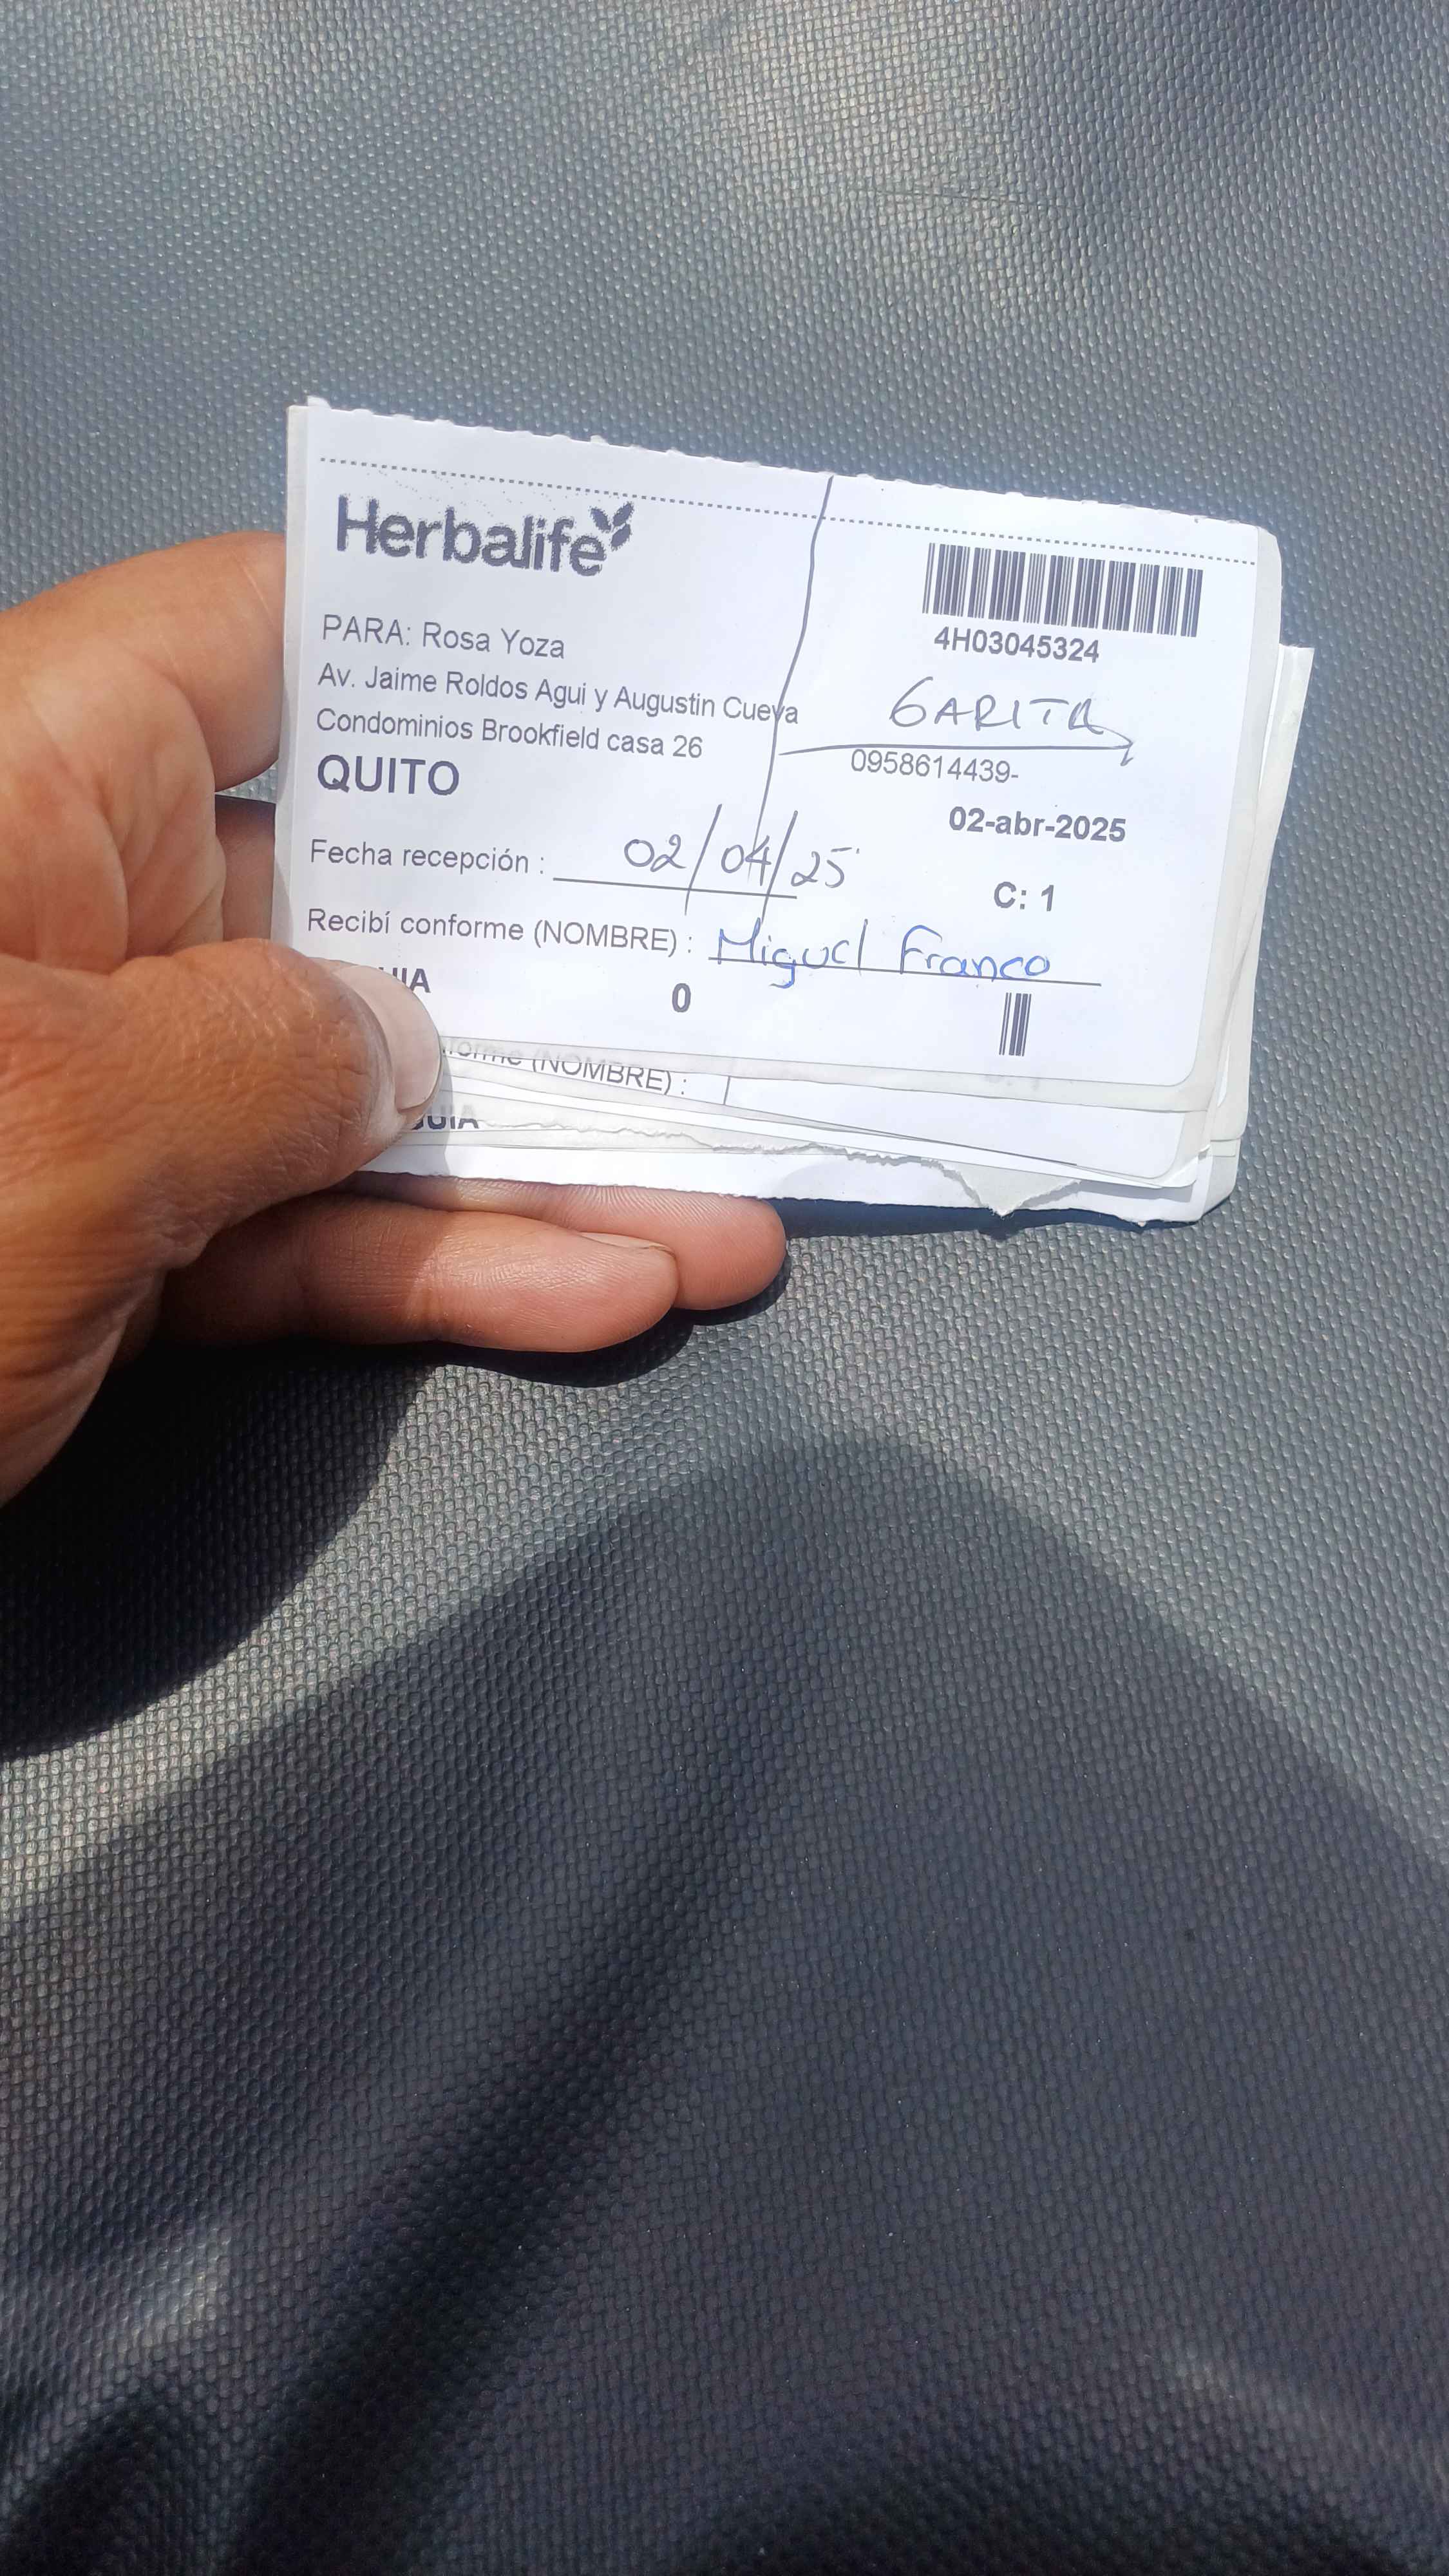 Herbalife
4H03045324
PARA: Rosa Yoza
Av. Jaime Roldos Agui y Augustin Cueva
Condominios Brookfield casa 26
QUITO
GARITA
0958614439-
02-abr-2025
Fecha recepción : 02/04/25
C: 1
Recibí conforme (NOMBRE) : Miguel Franco
0
(NOMBRE) :